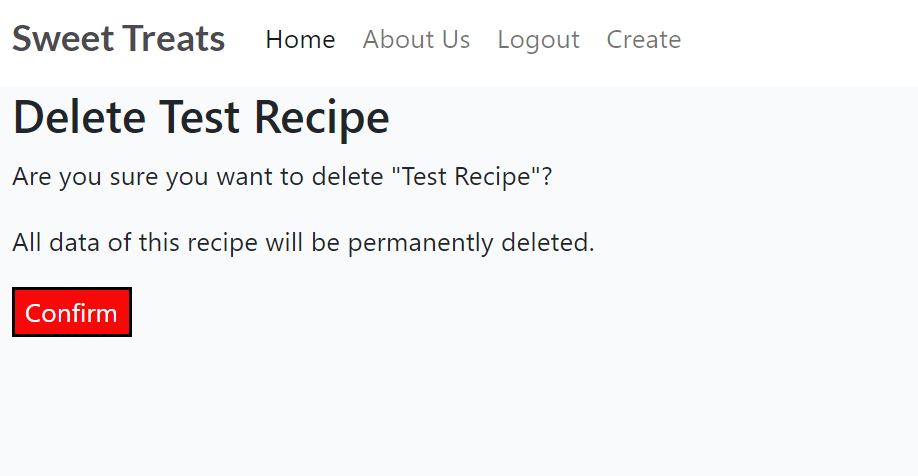 Sweet Treats Home About Us Logout Create
Delete Test Recipe
Are you sure you want to delete "Test Recipe"?
All data of this recipe will be permanently deleted.
Confirm